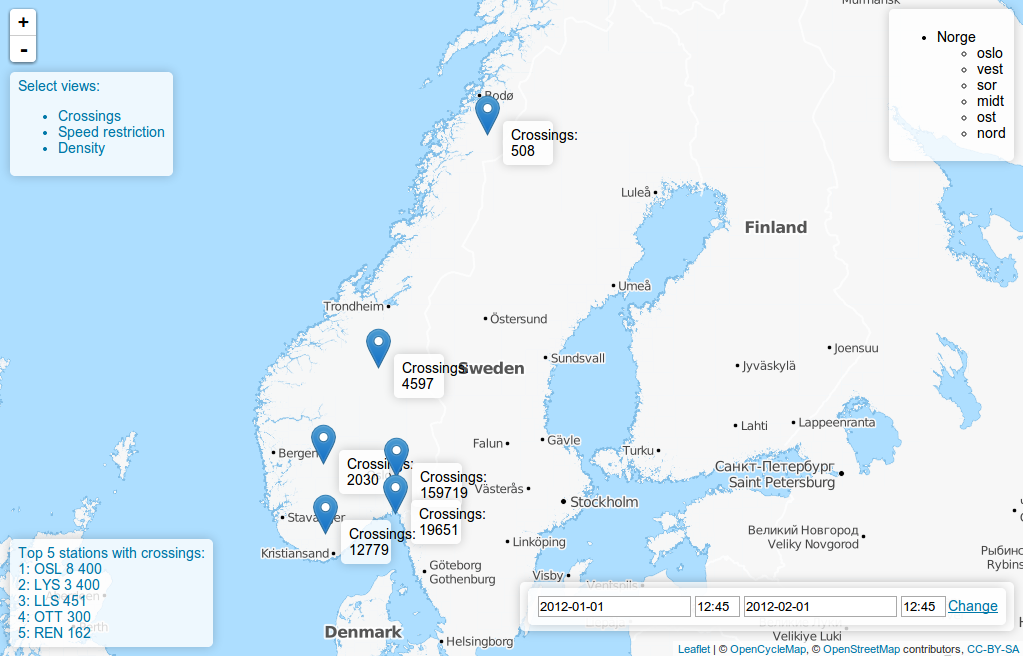 Murmansk
+
-
Select views:
Crossings
Speed restriction
Density
Norge
oslo
vest
sor
midt
ost
nord
Bodø
Crossings:
508
Luleå
Finland
Umeå
Trondheim
Östersund
Joensuu
Sundsvall
Jyväskylä
Crossings:
4597
Sweden
Lappeenranta
Lahti
Falun
Gävle
Turku
Bergen
Crossings:
2030
Crossings:
159719
Санкт-Петербург
Saint Petersburg
Västerås
Stockholm
Crossings:
19651
Stavanger
Crossings:
12779
Kristiansand
Linköping
Великий Новгород
Veliky Novgorod
Göteborg
Gothenburg
Visby
Ventspils
Top 5 stations with crossings:
1: OSL 8 400
2: LYS 3 400
3: LLS 451
4: OTT 300
5: REN 162
2012-01-01
12:45
2012-02-01
12:45
Change
Denmark
Helsingborg
Velikiye Luki
Leaflet | © OpenCycleMap, © OpenStreetMap contributors, CC-BY-SA